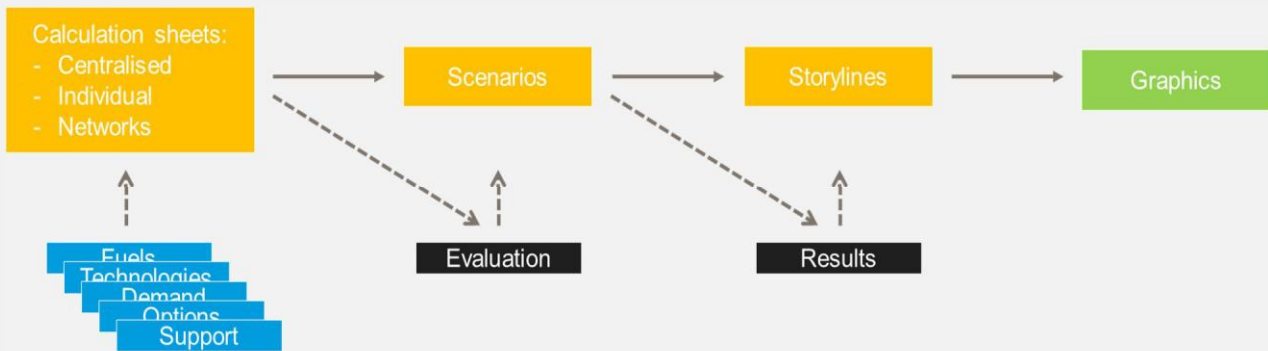 Calculation sheets:
- Centralised
- Individual
- Networks
Scenarios
Storylines
Graphics
Fuels
Technologies
Demand
Options
Support
Evaluation
Results